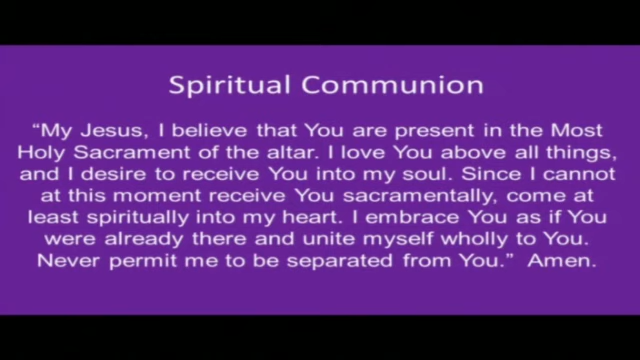 Spiritual Communion
“My Jesus, I believe that You are present in the Most
Holy Sacrament of the altar. I love You above all things,
and I desire to receive You into my soul. Since I cannot
at this moment receive You sacramentally, come at
least spiritually into my heart. I embrace You as if You
were already there and unite myself wholly to You.
Never permit me to be separated from You.”  Amen.